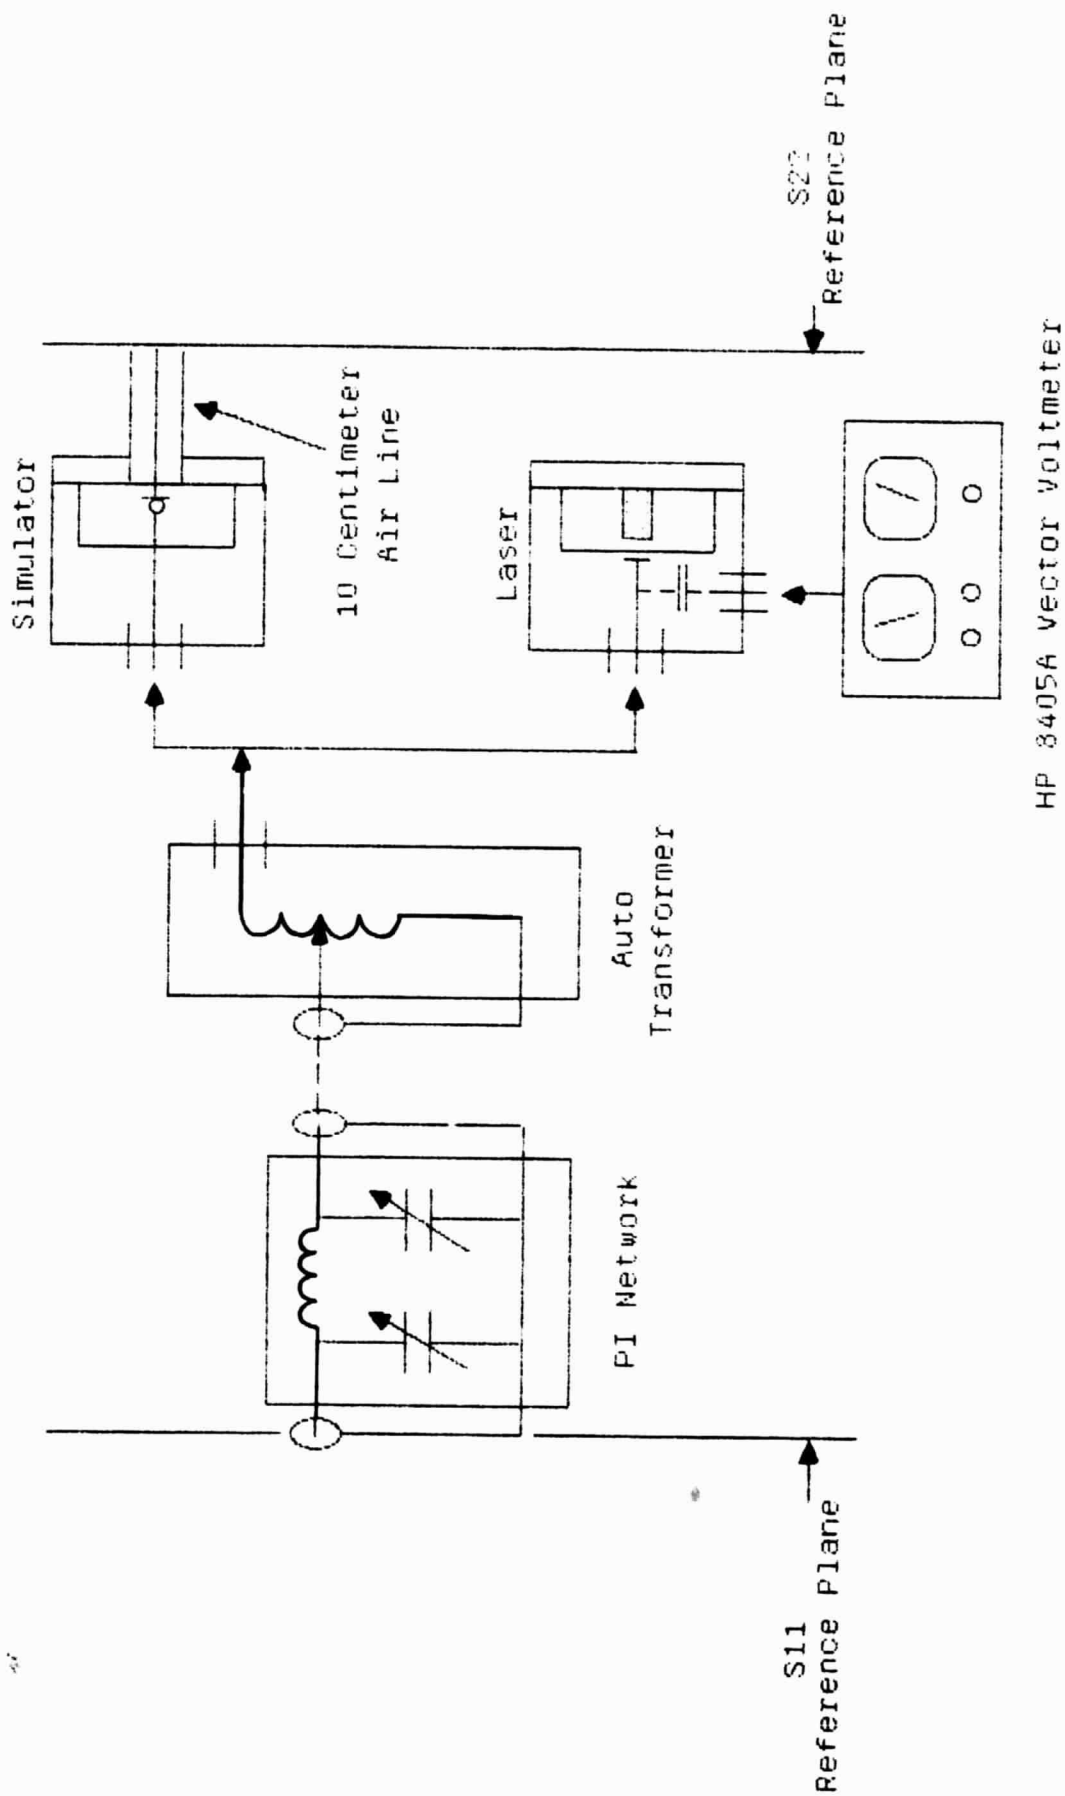 Simulator
10 Centimeter
Air Line
Laser
S22
Reference Plane
HP 8405A Vector Voltmeter
Auto
Transformer
PI Network
S11
Reference Plane